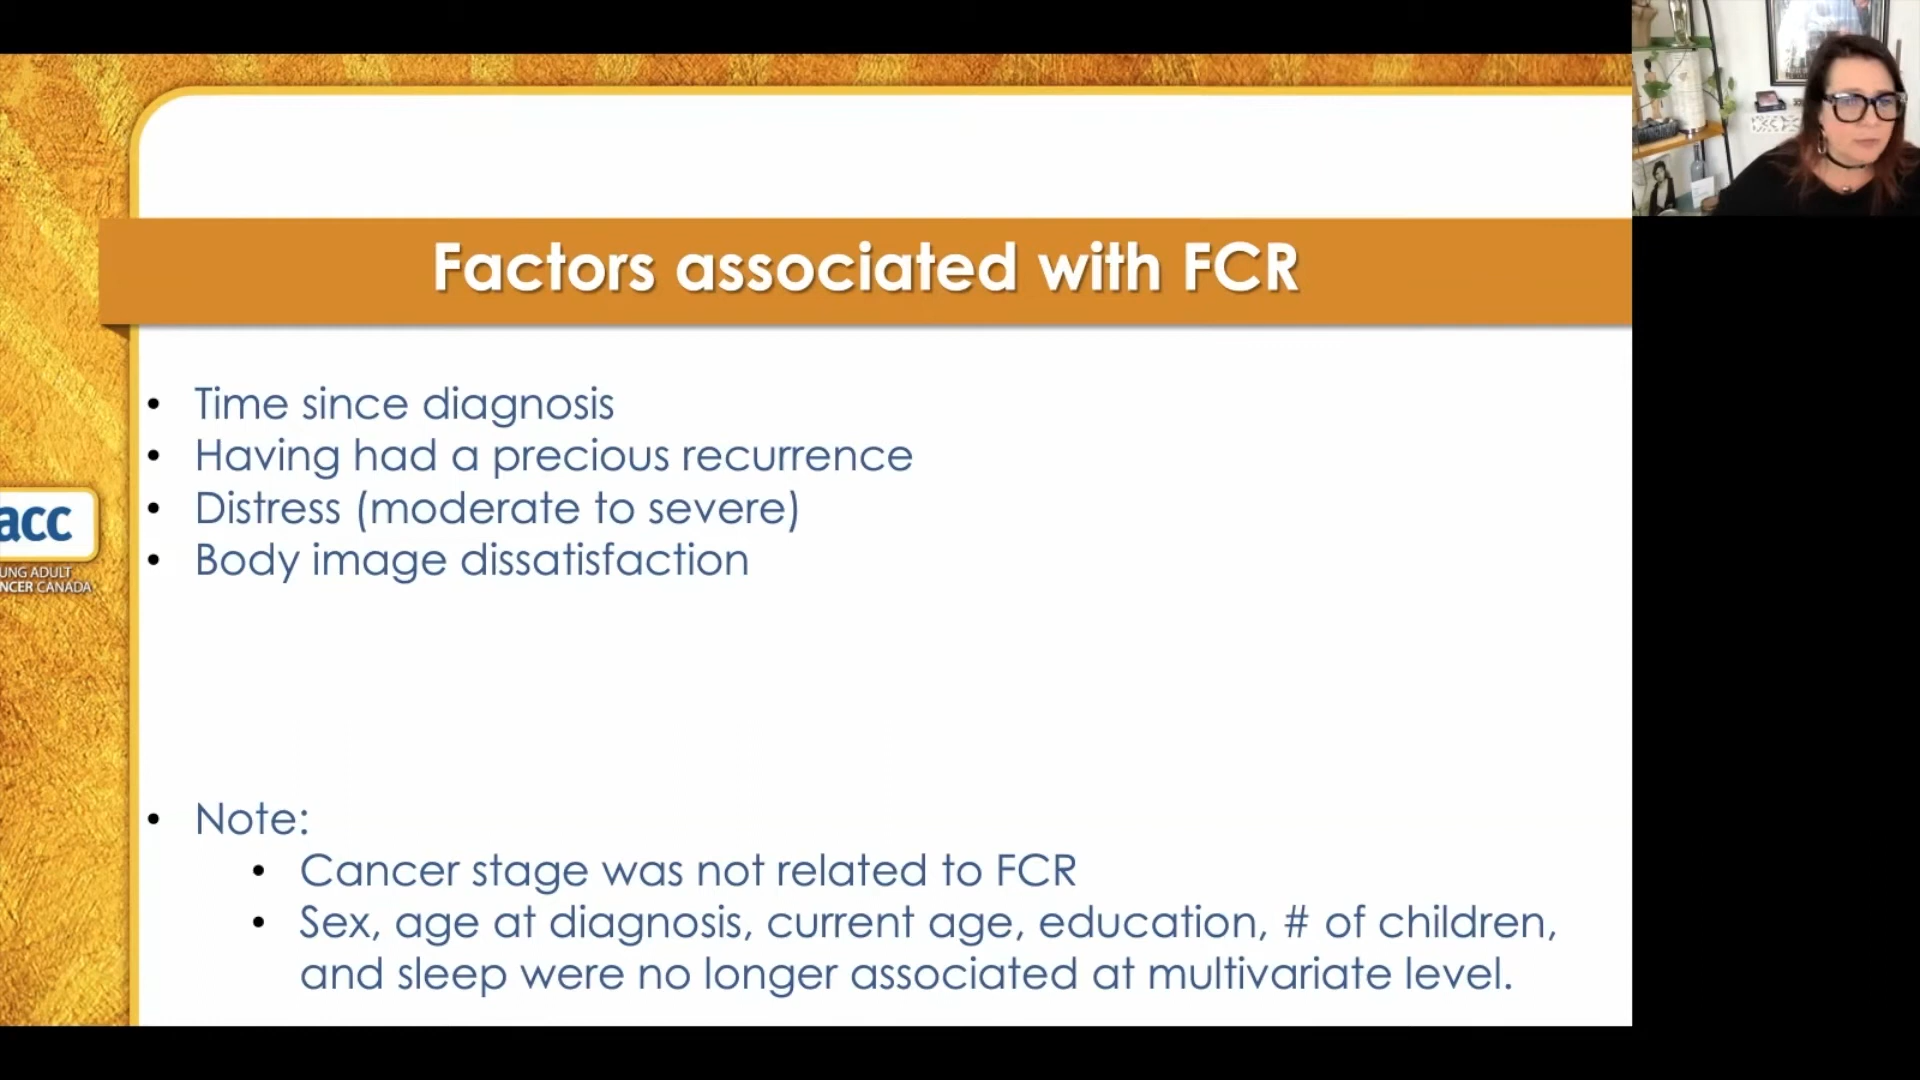 Factors associated with FCR
• Time since diagnosis
• Having had a precious recurrence
• Distress (moderate to severe)
• Body image dissatisfaction
acc
UNG ADULT
NCER CANADA
• Note:
• Cancer stage was not related to FCR
• Sex, age at diagnosis, current age, education, # of children,
and sleep were no longer associated at multivariate level.